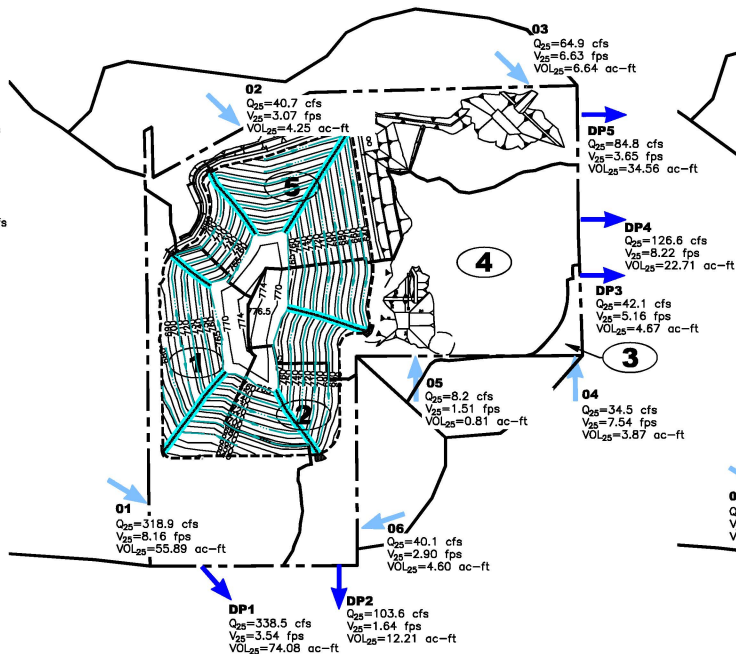 03
Q25=64.9 cfs
V25=6.63 fps
VOL25=6.64 ac-ft
02
Q25=40.7 cfs
V25=3.07 fps
VOL25=4.25 ac-ft
DP5
Q25=84.8 cfs
V25=3.65 fps
VOL25=34.56 ac-ft
5
fs
DP4
Q25=126.6 cfs
V25=8.22 fps
VOL25=22.71 ac-ft
4
DP3
Q25=42.1 cfs
V25=5.16 fps
VOL25=4.67 ac-ft
774
770
776.5
770
765
1
3
2
05
Q25=8.2 cfs
V25=1.51 fps
VOL25=0.81 ac-ft
04
Q25=34.5 cfs
V25=7.54 fps
VOL25=3.87 ac-ft
01
Q25=318.9 cfs
V25=8.16 fps
VOL25=55.89 ac-ft
06
Q25=40.1 cfs
V25=2.90 fps
VOL25=4.60 ac-ft
DP1
Q25=338.5 cfs
V25=3.54 fps
VOL25=74.08 ac-ft
DP2
Q25=103.6 cfs
V25=1.64 fps
VOL25=12.21 ac-ft